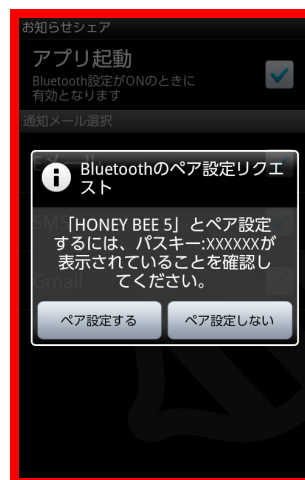 お知らせシェア
アプリ起動
Bluetooth設定がONのときに
有効となります
通知メール選択
Eメール
Bluetoothのペア設定リクエ
スト
SMS
「HONEY BEE 5」とペア設定
するには、パスキー:XXXXXXが
表示されていることを確認し
てください。
Gmail
ペア設定する
ペア設定しない